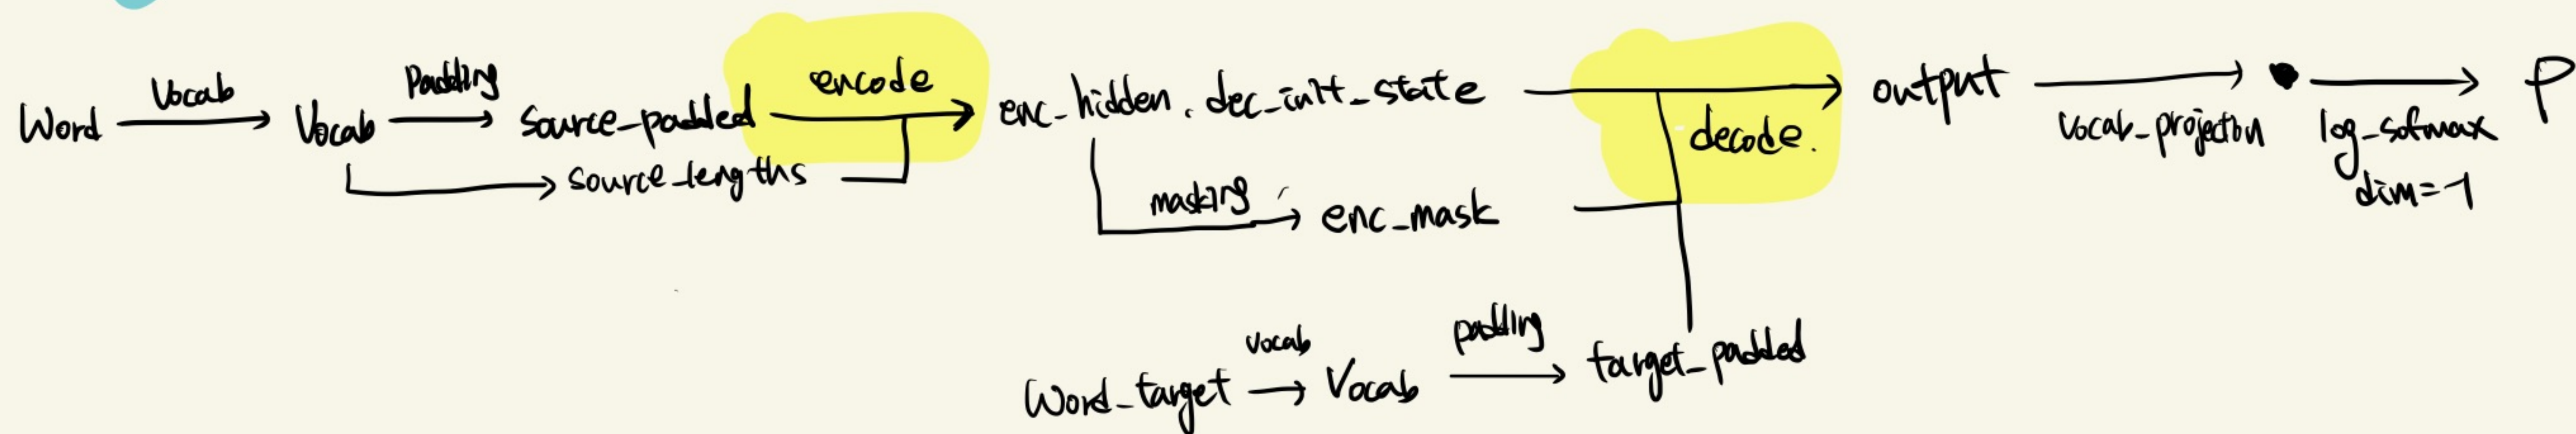 Word Vocab Vocab Padding source_padded encode enc_hidden, dec_init_state decode. output vocab_projection log_sofmax P
dim=-1
source_lengths
masking enc_mask
Word_target vocab Vocab padding target_padded